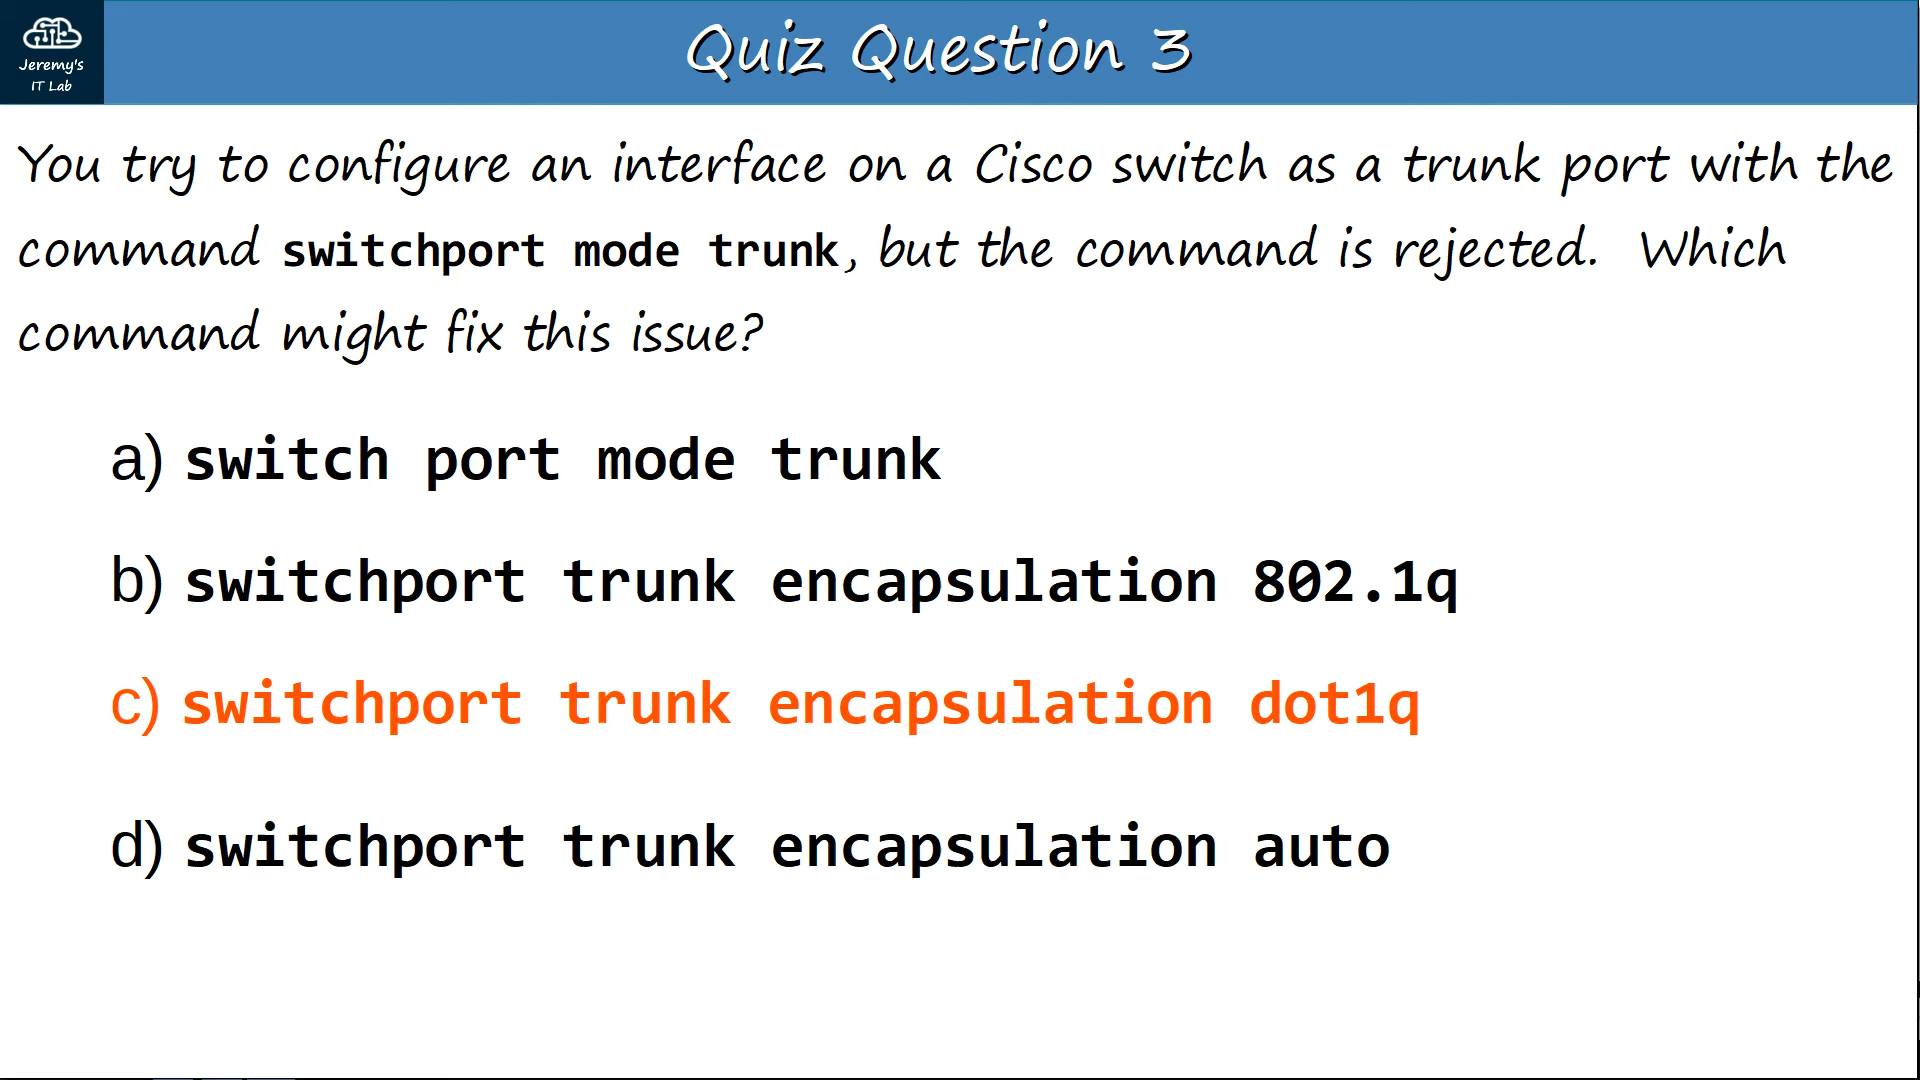 Jeremy's
IT Lab
Quiz Question 3
You try to configure an interface on a Cisco switch as a trunk port with the
command switchport mode trunk, but the command is rejected. Which
command might fix this issue?
a) switch port mode trunk
b) switchport trunk encapsulation 802.1q
c) switchport trunk encapsulation dot1q
d) switchport trunk encapsulation auto